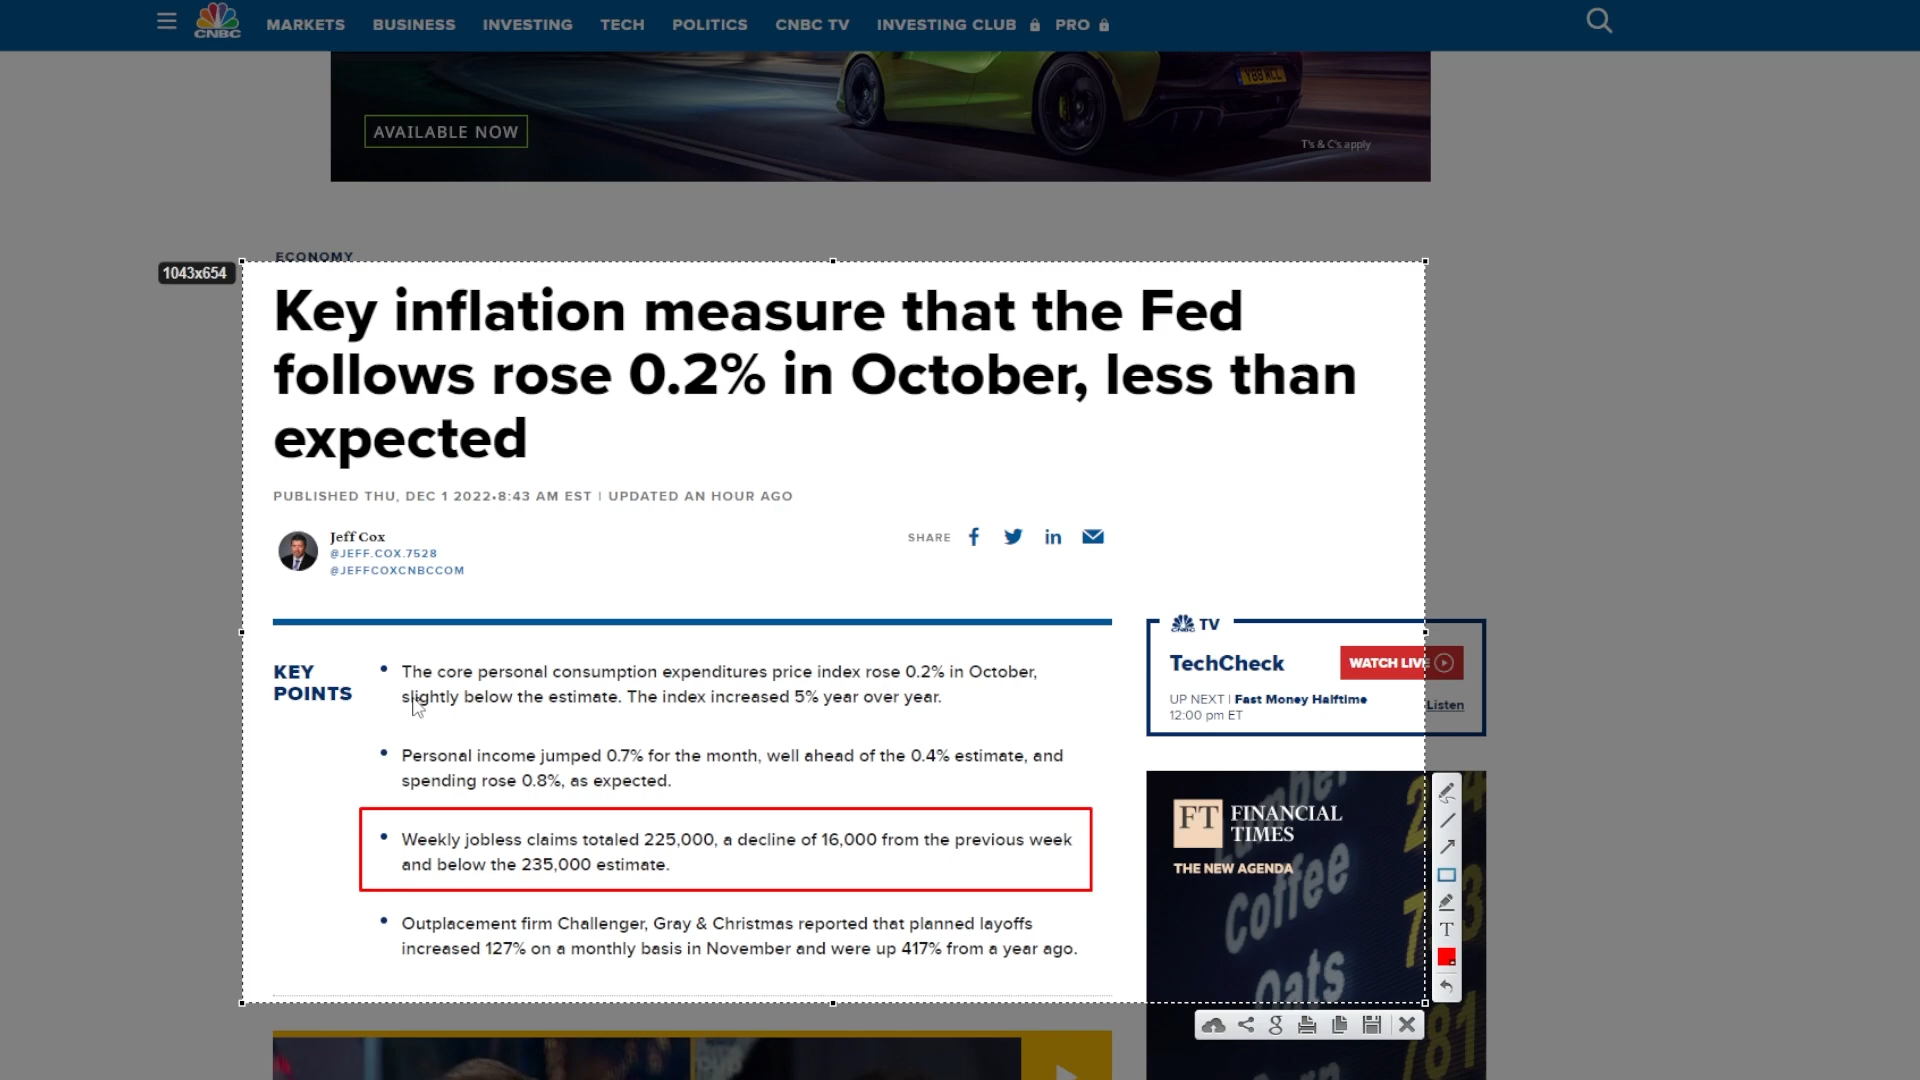 CNBC
MARKETS BUSINESS INVESTING TECH POLITICS CNBC TV INVESTING CLUB PRO
Y88 MCL
AVAILABLE NOW
T's & C's apply
ECONOMY
1043x654
Key inflation measure that the Fed
follows rose 0.2% in October, less than
expected
PUBLISHED THU, DEC 1 2022•8:43 AM EST | UPDATED AN HOUR AGO
Jeff Cox
@JEFF.COX.7528
@JEFFCOXCNBCCOM
SHARE
KEY
POINTS
• The core personal consumption expenditures price index rose 0.2% in October,
slightly below the estimate. The index increased 5% year over year.
• Personal income jumped 0.7% for the month, well ahead of the 0.4% estimate, and
spending rose 0.8%, as expected.
• Weekly jobless claims totaled 225,000, a decline of 16,000 from the previous week
and below the 235,000 estimate.
• Outplacement firm Challenger, Gray & Christmas reported that planned layoffs
increased 127% on a monthly basis in November and were up 417% from a year ago.
CNBC TV
TechCheck
WATCH LIVE
UP NEXT | Fast Money Halftime
12:00 pm ET
Listen
FT FINANCIAL
TIMES
THE NEW AGENDA
Lumber
Coffee
Oats
781
T
g